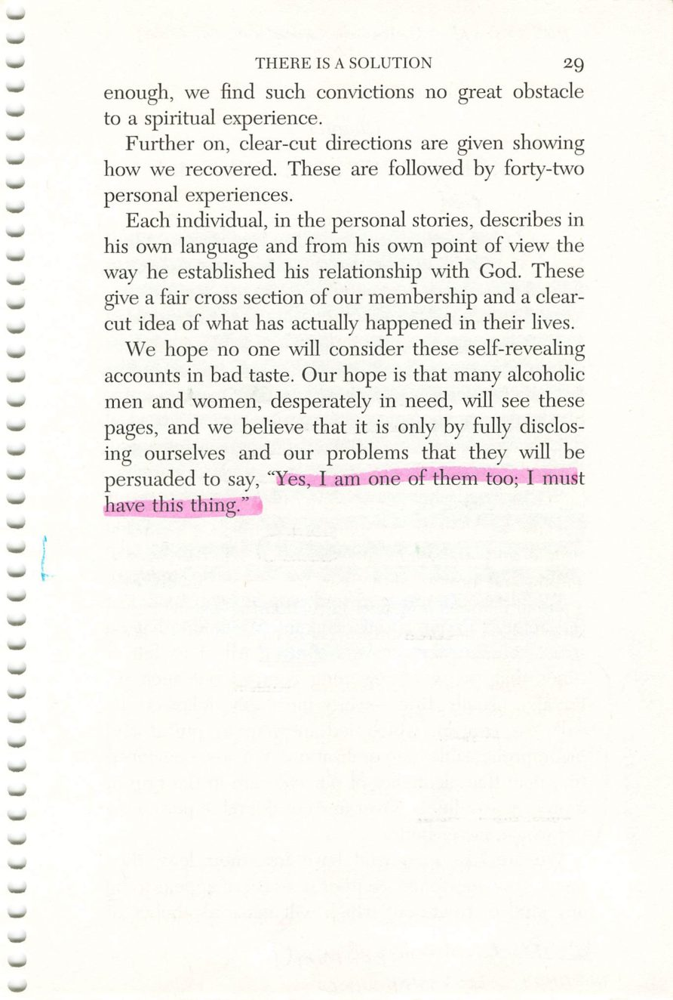 THERE IS A SOLUTION 29
enough, we find such convictions no great obstacle
to a spiritual experience.
Further on, clear-cut directions are given showing
how we recovered. These are followed by forty-two
personal experiences.
Each individual, in the personal stories, describes in
his own language and from his own point of view the
way he established his relationship with God. These
give a fair cross section of our membership and a clear-
cut idea of what has actually happened in their lives.
We hope no one will consider these self-revealing
accounts in bad taste. Our hope is that many alcoholic
men and women, desperately in need, will see these
pages, and we believe that it is only by fully disclos-
ing ourselves and our problems that they will be
persuaded to say, “Yes, I am one of them too; I must
have this thing.”